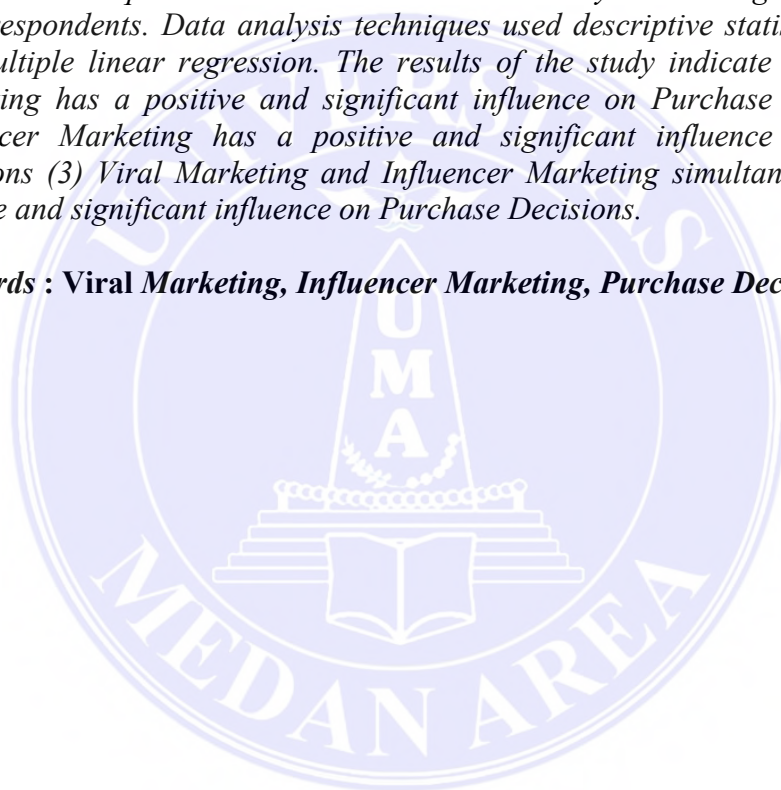 espondents. Data analysis techniques used descriptive stati
ultiple linear regression. The results of the study indicate
ing has a positive and significant influence on Purchase
cer Marketing has a positive and significant influence
ons (3) Viral Marketing and Influencer Marketing simultan
e and significant influence on Purchase Decisions.
rds : Viral Marketing, Influencer Marketing, Purchase Dec
UNIVERSITAS
U
M
A
MEDAN AREA